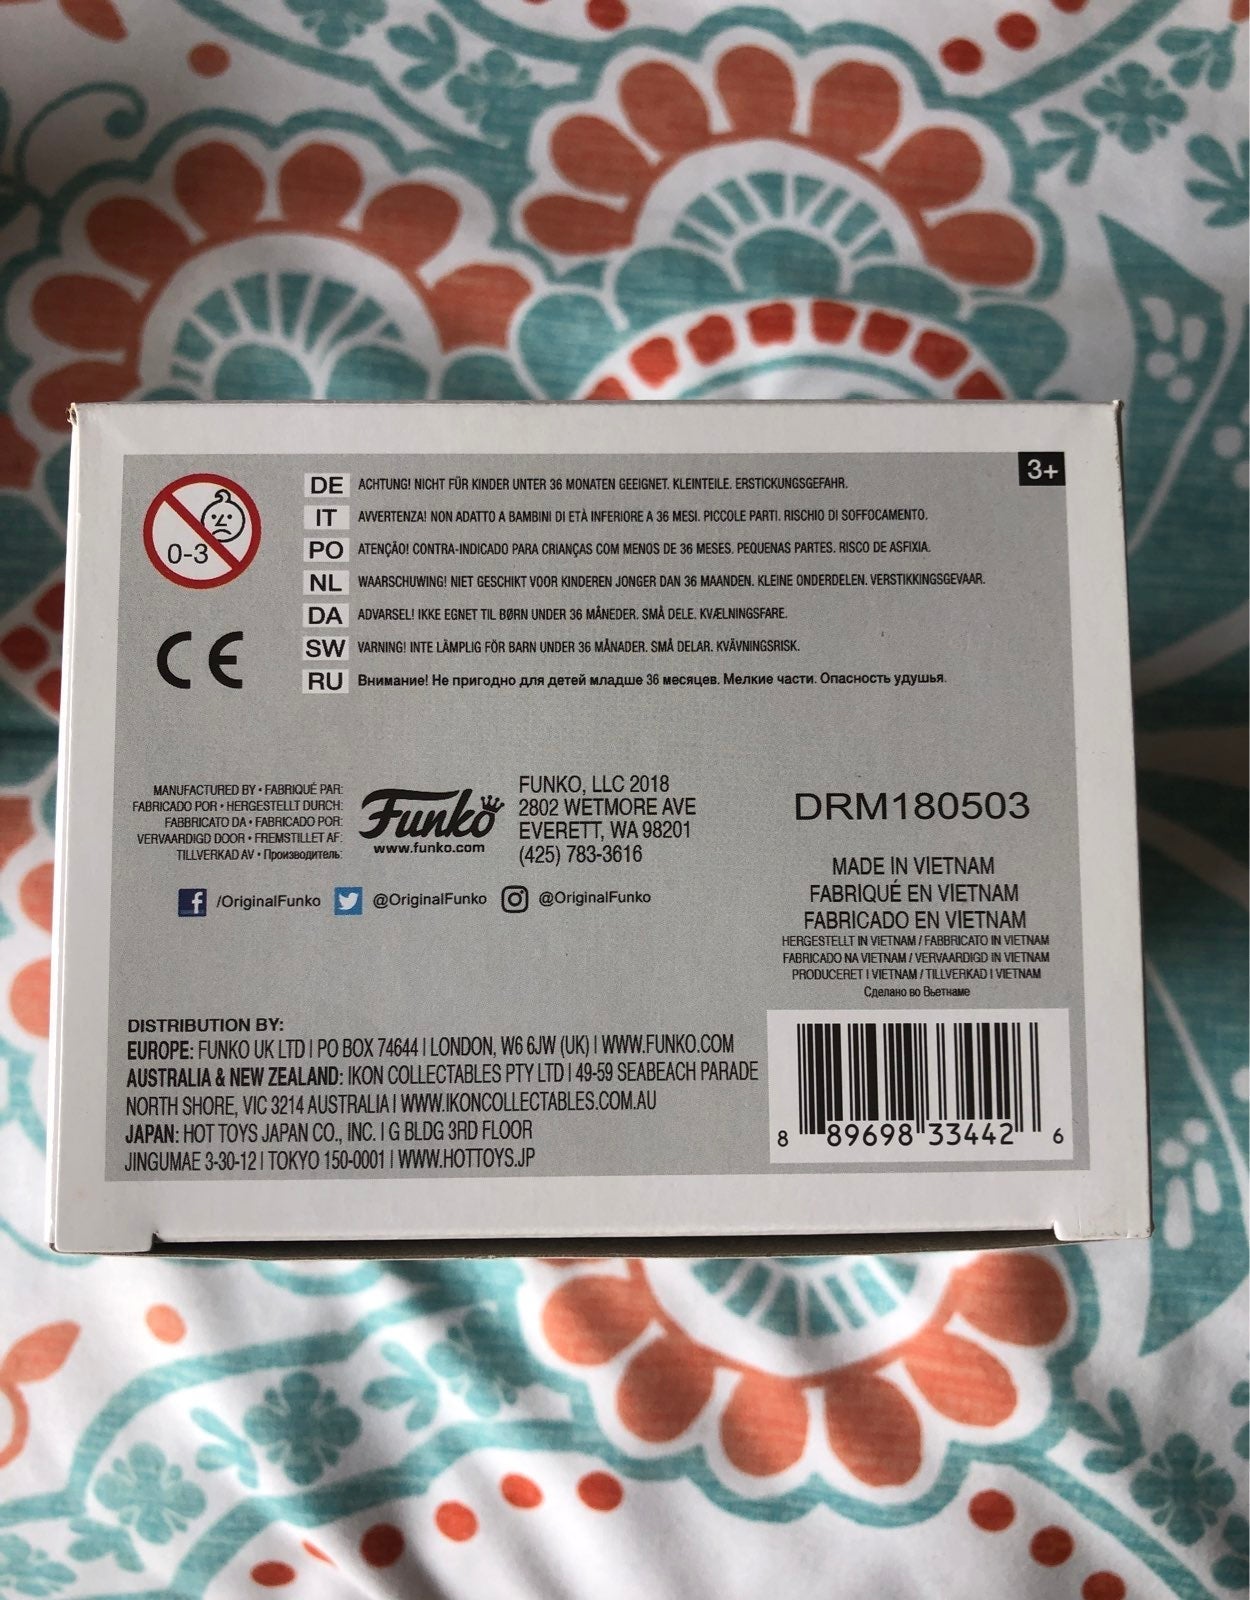 3+
0-3
DE ACHTUNG! NICHT FÜR KINDER UNTER 36 MONATEN GEEIGNET. KLEINTEILE. ERSTICKUNGSGEFAHR.
IT AVVERTENZA! NON ADATTO A BAMBINI DI ETÀ INFERIORE A 36 MESI. PICCOLE PARTI. RISCHIO DI SOFFOCAMENTO.
PO ATENÇÃO! CONTRA-INDICADO PARA CRIANÇAS COM MENOS DE 36 MESES. PEQUENAS PARTES. RISCO DE ASFIXIA.
NL WAARSCHUWING! NIET GESCHIKT VOOR KINDEREN JONGER DAN 36 MAANDEN. KLEINE ONDERDELEN. VERSTIKKINGSGEVAAR.
DA ADVARSEL! IKKE EGNET TIL BØRN UNDER 36 MÅNEDER. SMÅ DELE. KVÆLNINGSFARE.
SW VARNING! INTE LÄMPLIG FÖR BARN UNDER 36 MÅNADER. SMÅ DELAR. KVÄVNINGSRISK.
RU Внимание! Не пригодно для детей младше 36 месяцев. Мелкие части. Опасность удушья.
CE
MANUFACTURED BY • FABRIQUÉ PAR:
FABRICADO POR • HERGESTELLT DURCH:
FABBRICATO DA • FABRICADO POR:
VERVAARDIGD DOOR • FREMSTILLET AF:
TILLVERKAD AV • Производитель:
Funko
www.funko.com
FUNKO, LLC 2018
2802 WETMORE AVE
EVERETT, WA 98201
(425) 783-3616
/OriginalFunko @OriginalFunko @OriginalFunko
DRM180503
MADE IN VIETNAM
FABRIQUÉ EN VIETNAM
FABRICADO EN VIETNAM
HERGESTELLT IN VIETNAM / FABBRICATO IN VIETNAM
FABRICADO NA VIETNAM / VERVAARDIGD IN VIETNAM
PRODUCERET I VIETNAM / TILLVERKAD I VIETNAM
Сделано во Вьетнаме
DISTRIBUTION BY:
EUROPE: FUNKO UK LTD | PO BOX 74644 | LONDON, W6 6JW (UK) | WWW.FUNKO.COM
AUSTRALIA & NEW ZEALAND: IKON COLLECTABLES PTY LTD | 49-59 SEABEACH PARADE
NORTH SHORE, VIC 3214 AUSTRALIA | WWW.IKONCOLLECTABLES.COM.AU
JAPAN: HOT TOYS JAPAN CO., INC. | G BLDG 3RD FLOOR
JINGUMAE 3-30-12 | TOKYO 150-0001 | WWW.HOTTOYS.JP
8 89698 33442 6